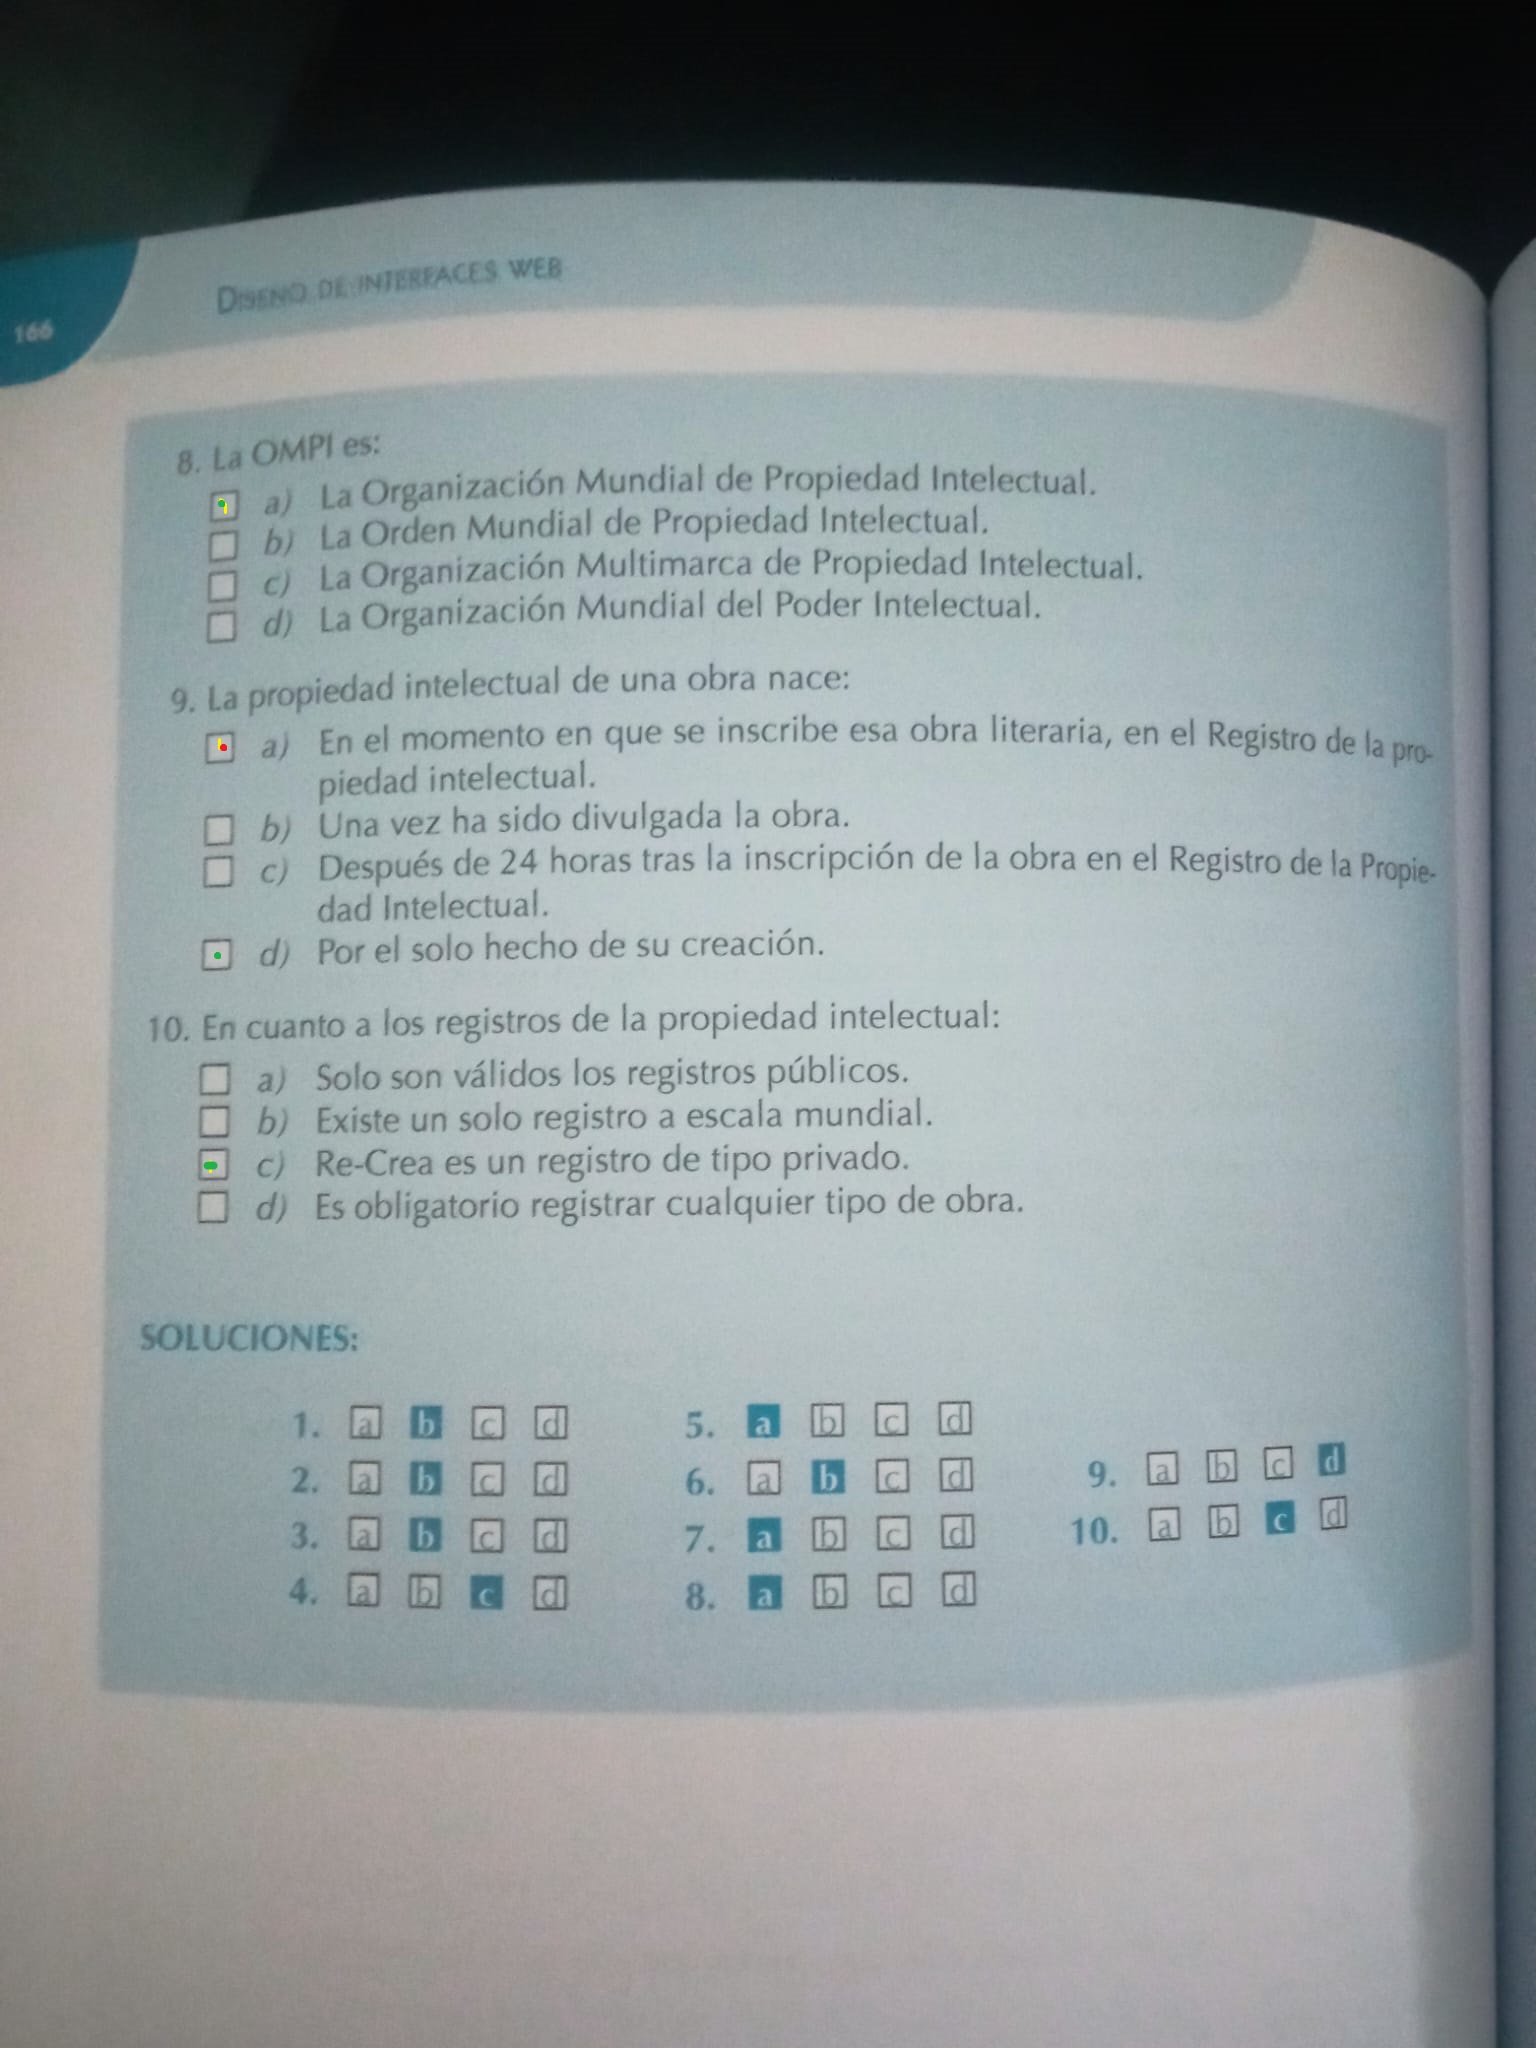 166
DISEÑO DE INTERFACES WEB
8. La OMPI es:
a) La Organización Mundial de Propiedad Intelectual.
b) La Orden Mundial de Propiedad Intelectual.
c) La Organización Multimarca de Propiedad Intelectual.
d) La Organización Mundial del Poder Intelectual.
9. La propiedad intelectual de una obra nace:
a) En el momento en que se inscribe esa obra literaria, en el Registro de la pro-
piedad intelectual.
b) Una vez ha sido divulgada la obra.
c) Después de 24 horas tras la inscripción de la obra en el Registro de la Propie-
dad Intelectual.
d) Por el solo hecho de su creación.
10. En cuanto a los registros de la propiedad intelectual:
a) Solo son válidos los registros públicos.
b) Existe un solo registro a escala mundial.
c) Re-Crea es un registro de tipo privado.
d) Es obligatorio registrar cualquier tipo de obra.
SOLUCIONES:
1. a b c d
2. a b c d
3. a b c d
4. a b c d
5. a b c d
6. a b c d
7. a b c d
8. a b c d
9. a b c d
10. a b c d